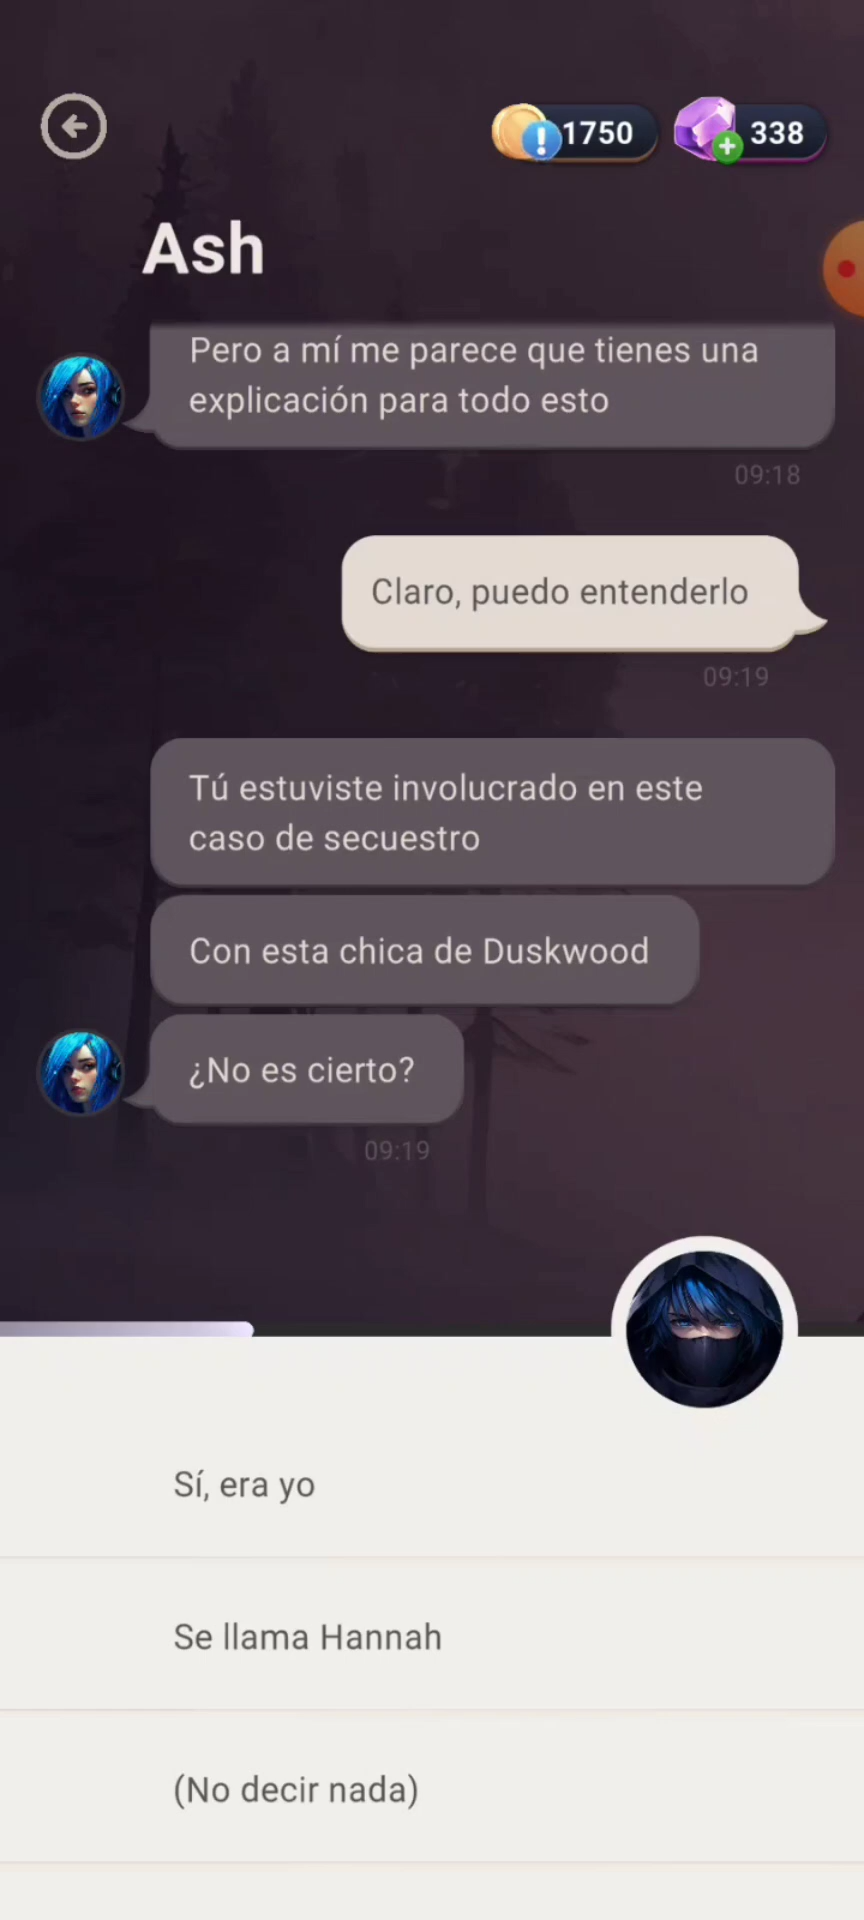 1750
338
Ash
Pero a mí me parece que tienes una
explicación para todo esto
09:18
Claro, puedo entenderlo
09:19
Tú estuviste involucrado en este
caso de secuestro
Con esta chica de Duskwood
¿No es cierto?
09:19
Sí, era yo
Se llama Hannah
(No decir nada)